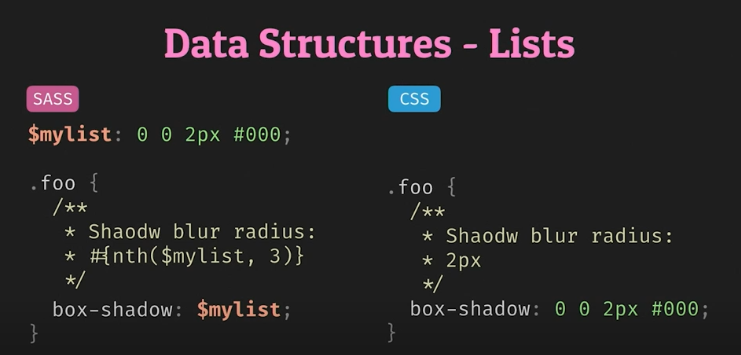 Data Structures - Lists
SASS
$mylist: 0 0 2px #000;
.foo {
/**
* Shaodw blur radius:
* #{nth($mylist, 3)}
*/
box-shadow: $mylist;
}
CSS
.foo {
/**
* Shaodw blur radius:
* 2px
*/
box-shadow: 0 0 2px #000;
}